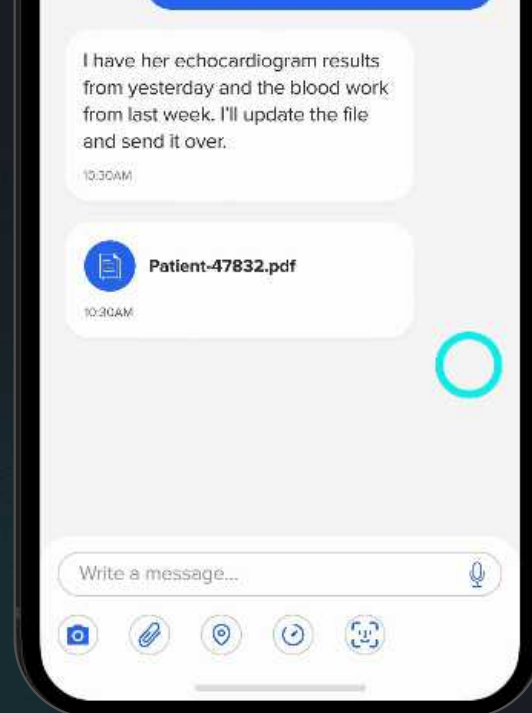 I have her echocardiogram results
from yesterday and the blood work
from last week. I'll update the file
and send it over.
10:30AM
Patient-47832.pdf
10:30AM
Write a message...